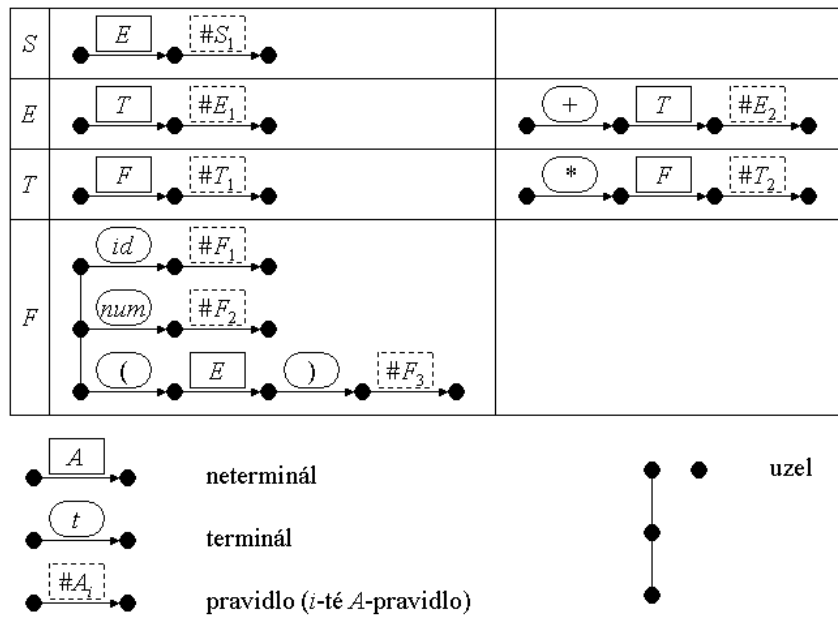 S E #S₁
E T #E₁ + T #E₂
T F #T₁ * F #T₂
F
id #F₁
num #F₂
( E ) #F₃
A neterminál
t terminál
#Aᵢ pravidlo (i-té A-pravidlo)
uzel